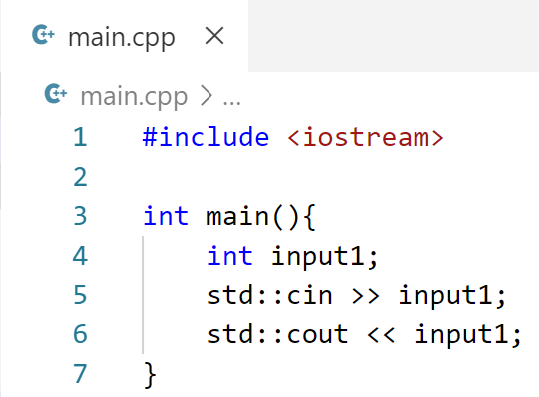 main.cpp
main.cpp > ...
1 #include <iostream>
2
3 int main(){
4     int input1;
5     std::cin >> input1;
6     std::cout << input1;
7 }